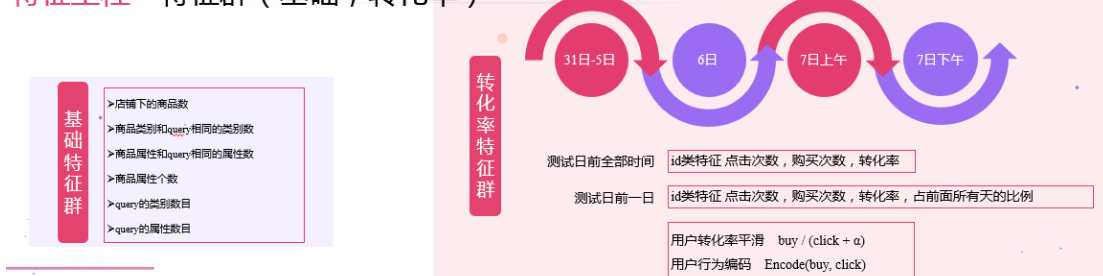 特征工程 特征群（基础，转化率）
基础特征群
➢店铺下的商品数
➢商品类别和query相同的类别数
➢商品属性和query相同的属性数
➢商品属性个数
➢query的类别数目
➢query的属性数目
转化率特征群
31日-5日
6日
7日上午
7日下午
测试日前全部时间 id类特征 点击次数，购买次数，转化率
测试日前一日 id类特征 点击次数，购买次数，转化率，占前面所有天的比例
用户转化率平滑 buy / (click + α)
用户行为编码 Encode(buy, click)